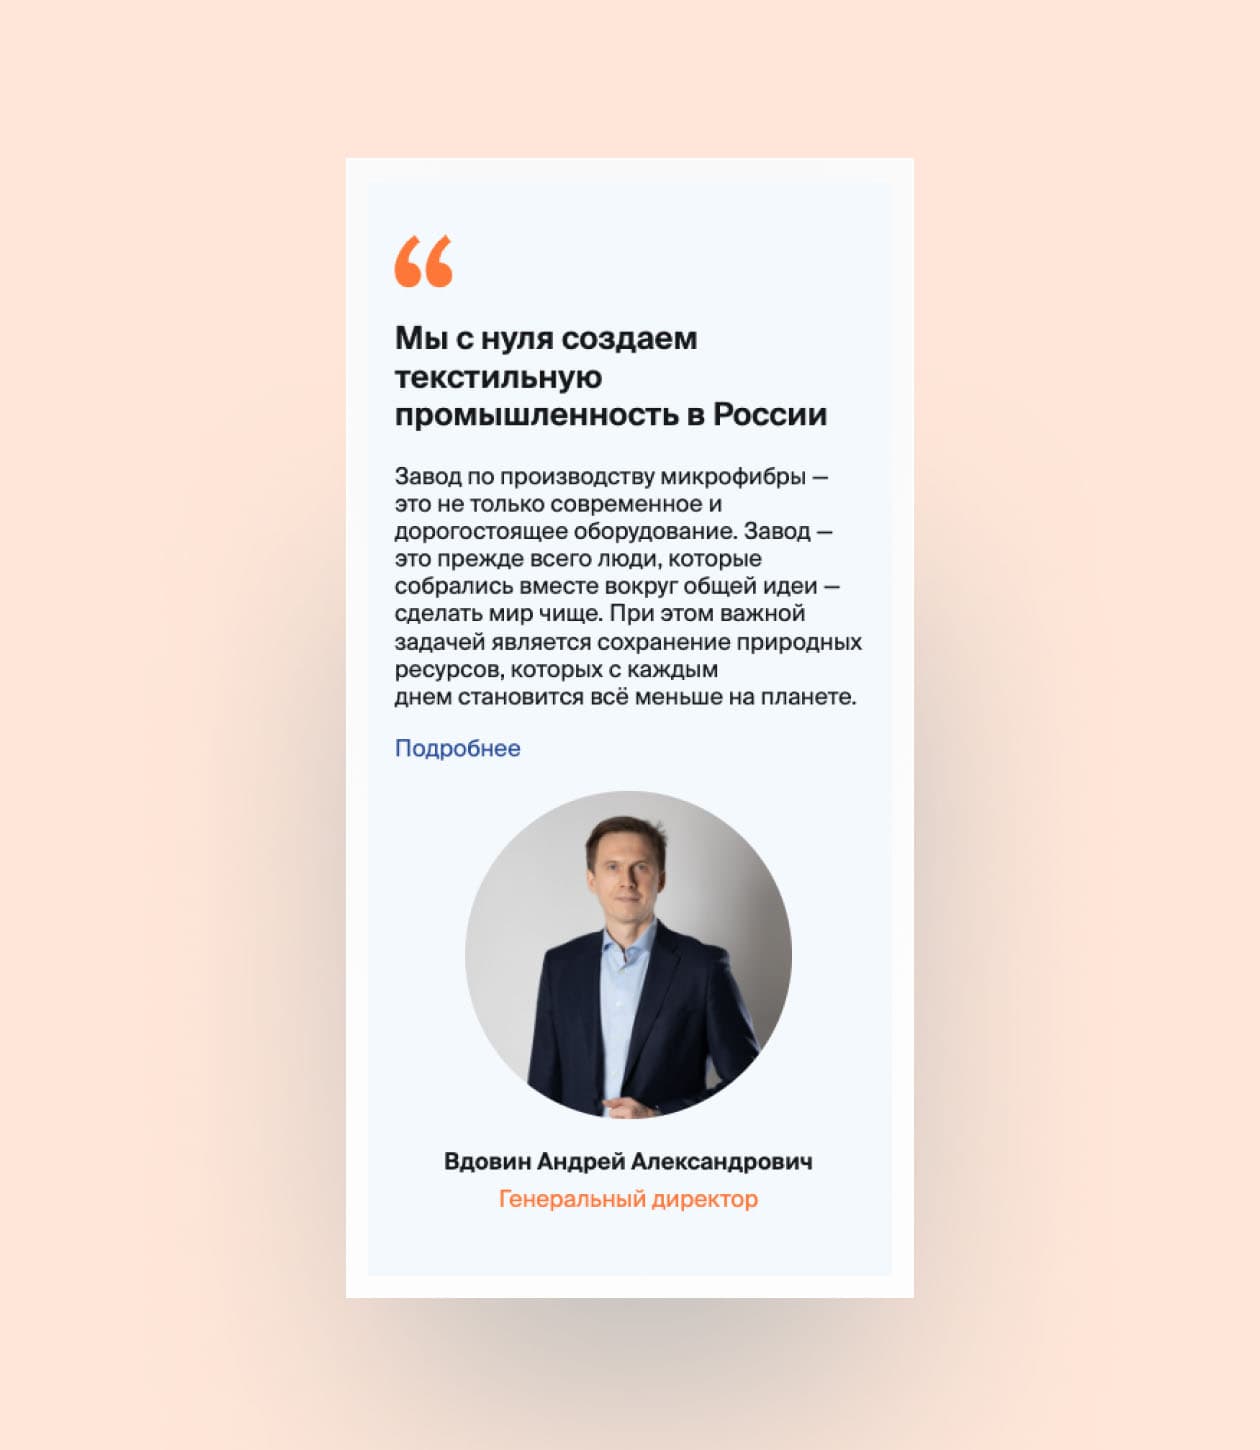 “
Мы с нуля создаем
текстильную
промышленность в России
Завод по производству микрофибры —
это не только современное и
дорогостоящее оборудование. Завод —
это прежде всего люди, которые
собрались вместе вокруг общей идеи —
сделать мир чище. При этом важной
задачей является сохранение природных
ресурсов, которых с каждым
днем становится всё меньше на планете.
Подробнее
Вдовин Андрей Александрович
Генеральный директор